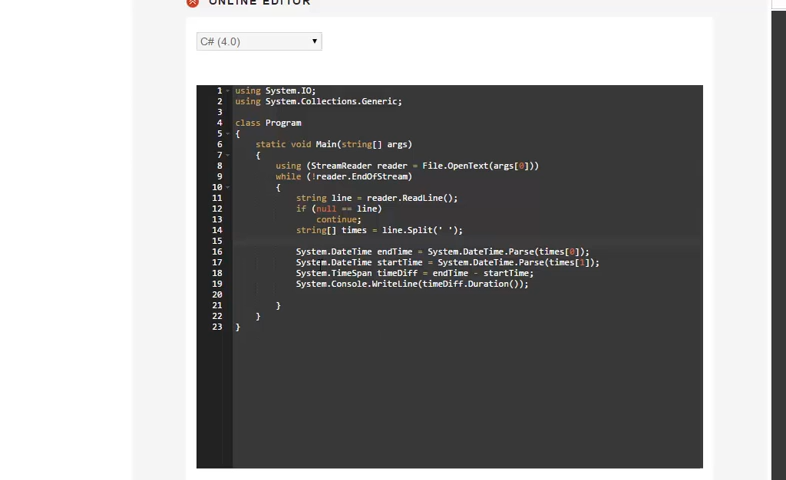 ONLINE EDITOR
C# (4.0)
1 using System.IO;
2 using System.Collections.Generic;
3
4 class Program
5 {
6 static void Main(string[] args)
7 {
8 using (StreamReader reader = File.OpenText(args[0]))
9 while (!reader.EndOfStream)
10 {
11 string line = reader.ReadLine();
12 if (null == line)
13 continue;
14 string[] times = line.Split(' ');
15
16 System.DateTime endTime = System.DateTime.Parse(times[0]);
17 System.DateTime startTime = System.DateTime.Parse(times[1]);
18 System.TimeSpan timeDiff = endTime - startTime;
19 System.Console.WriteLine(timeDiff.Duration());
20
21 }
22 }
23 }